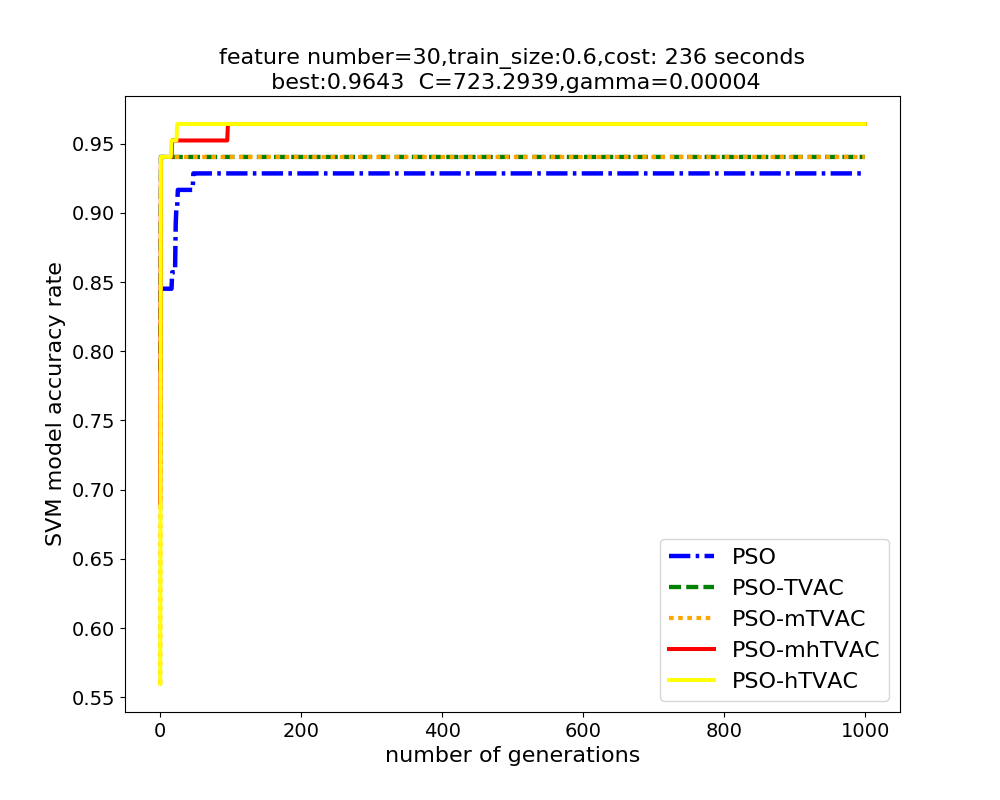 feature number=30,train_size:0.6,cost: 236 seconds
best:0.9643  C=723.2939,gamma=0.00004
SVM model accuracy rate
0.95
0.90
0.85
0.80
0.75
0.70
0.65
0.60
0.55
PSO
PSO-TVAC
PSO-mTVAC
PSO-mhTVAC
PSO-hTVAC
0 200 400 600 800 1000
number of generations